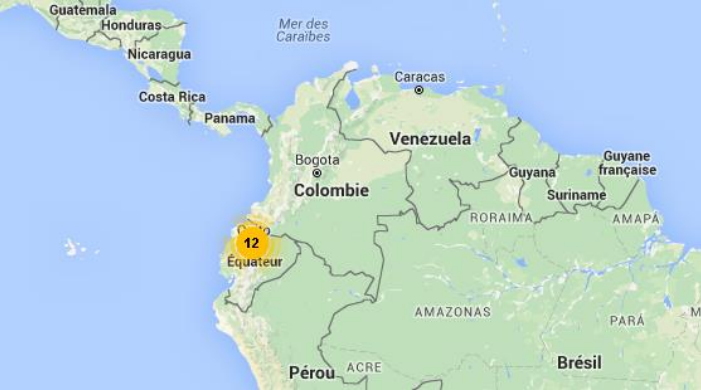 Guatemala
Honduras
Mer des
Caraïbes
Nicaragua
Caracas
Costa Rica
Panama
Venezuela
Bogota
Guyane
française
Guyana
Colombie
Suriname
RORAIMA
AMAPÁ
12
Équateur
AMAZONAS
PARÁ
M
Brésil
Pérou
ACRE